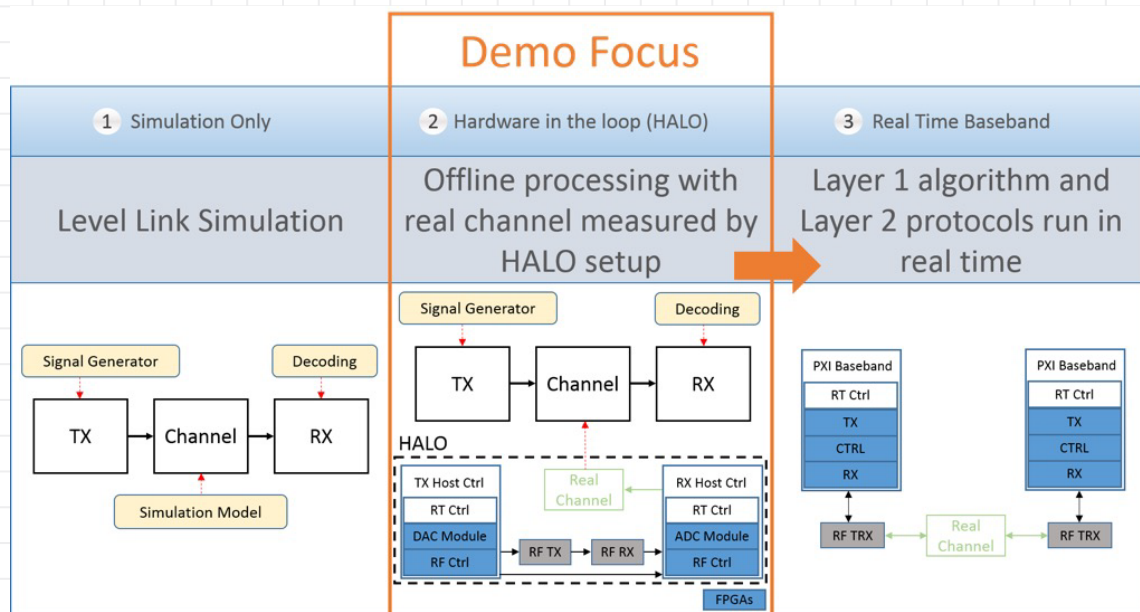 Demo Focus
1 Simulation Only
2 Hardware in the loop (HALO)
3 Real Time Baseband
Level Link Simulation
Offline processing with
real channel measured by
HALO setup
Layer 1 algorithm and
Layer 2 protocols run in
real time
Signal Generator
Decoding
TX
Channel
RX
Simulation Model
Signal Generator
Decoding
TX
Channel
RX
HALO
TX Host Ctrl
RT Ctrl
DAC Module
RF Ctrl
RF TX
RF RX
Real
Channel
RX Host Ctrl
RT Ctrl
ADC Module
RF Ctrl
FPGAs
PXI Baseband
RT Ctrl
TX
CTRL
RX
RF TRX
Real
Channel
PXI Baseband
RT Ctrl
TX
CTRL
RX
RF TRX